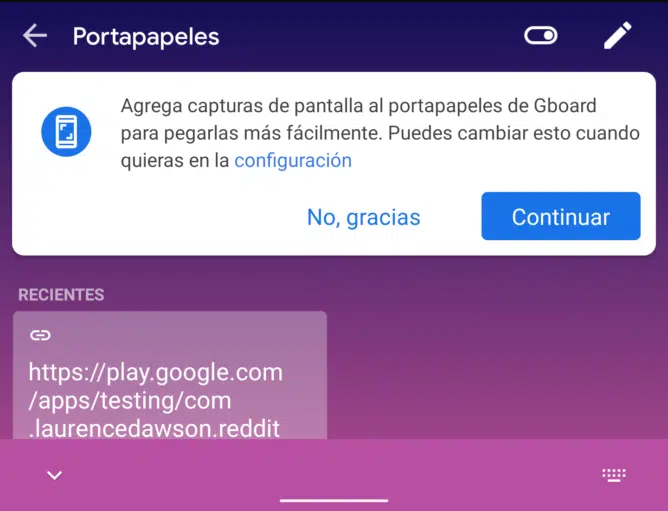 Portapapeles
Agrega capturas de pantalla al portapapeles de Gboard
para pegarlas más fácilmente. Puedes cambiar esto cuando
quieras en la configuración
No, gracias
Continuar
RECIENTES
https://play.google.com
/apps/testing/com
.laurencedawson.reddit